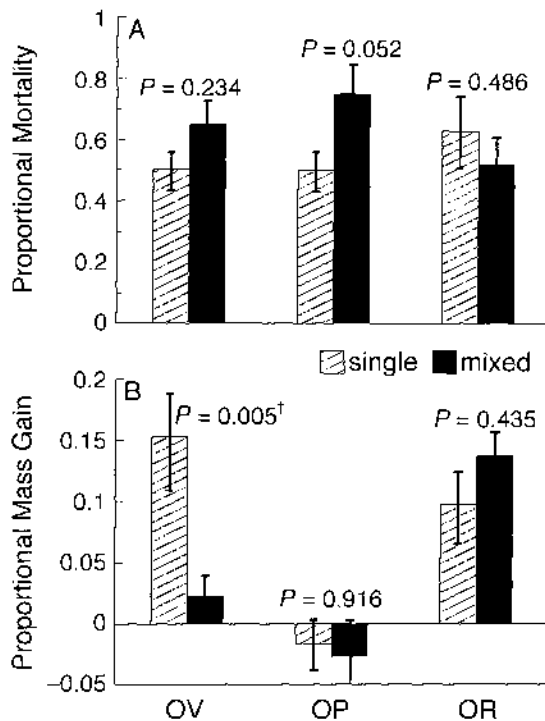 A
Proportional Mortality
1
0.8
0.6
0.4
0.2
0
P = 0.234
P = 0.052
P = 0.486
single mixed
B
Proportional Mass Gain
0.2
0.15
0.1
0.05
0
−0.05
P = 0.005†
P = 0.916
P = 0.435
OV OP OR